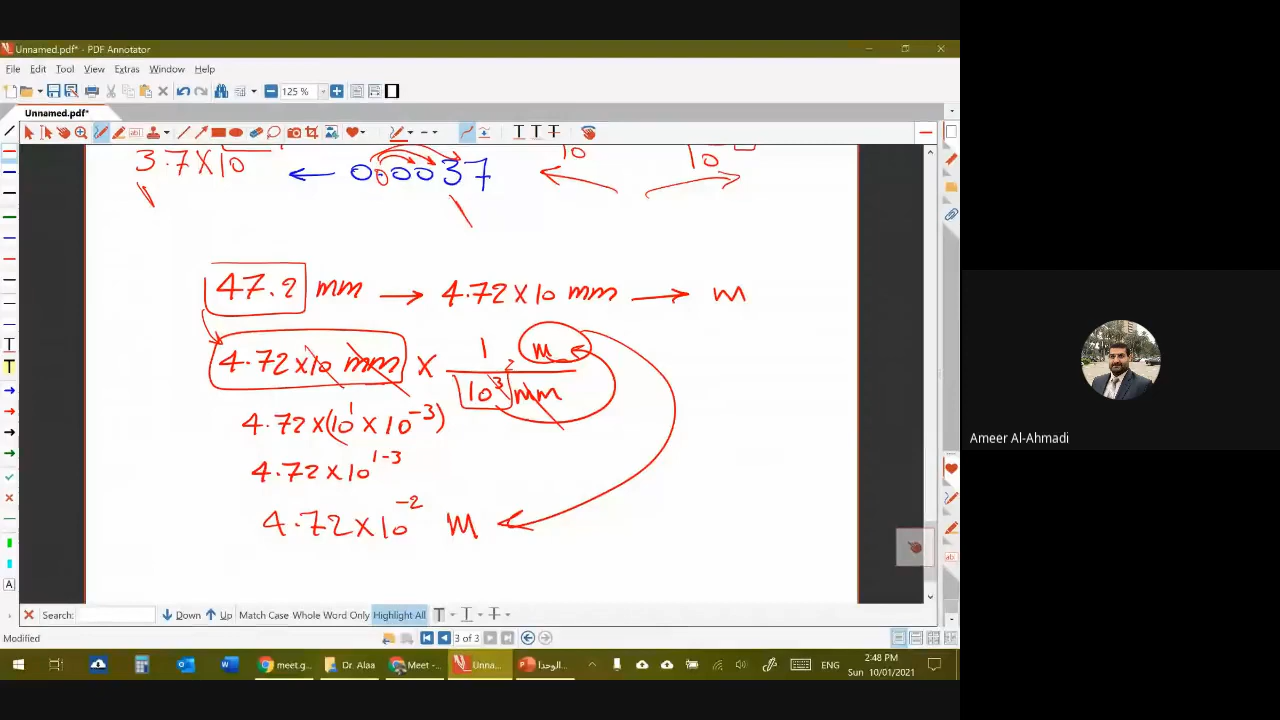 Unnamed.pdf* - PDF Annotator
File Edit Tool View Extras Window Help
125 %
Unnamed.pdf*
3.7 × 10
0.00037
10
10
47.2 mm → 4.72 × 10 mm → m
4.72 × 10 mm × 1 m
10³ mm
2
4.72 × (10¹ × 10⁻³)
4.72 × 10¹⁻³
4.72 × 10⁻² m
Ameer Al-Ahmadi
Search: Down Up Match Case Whole Word Only Highlight All
Modified
3 of 3
meet.g...
Dr. Alaa
Meet -...
Unna...
الوحدا...
ENG
2:48 PM
Sun 10/01/2021